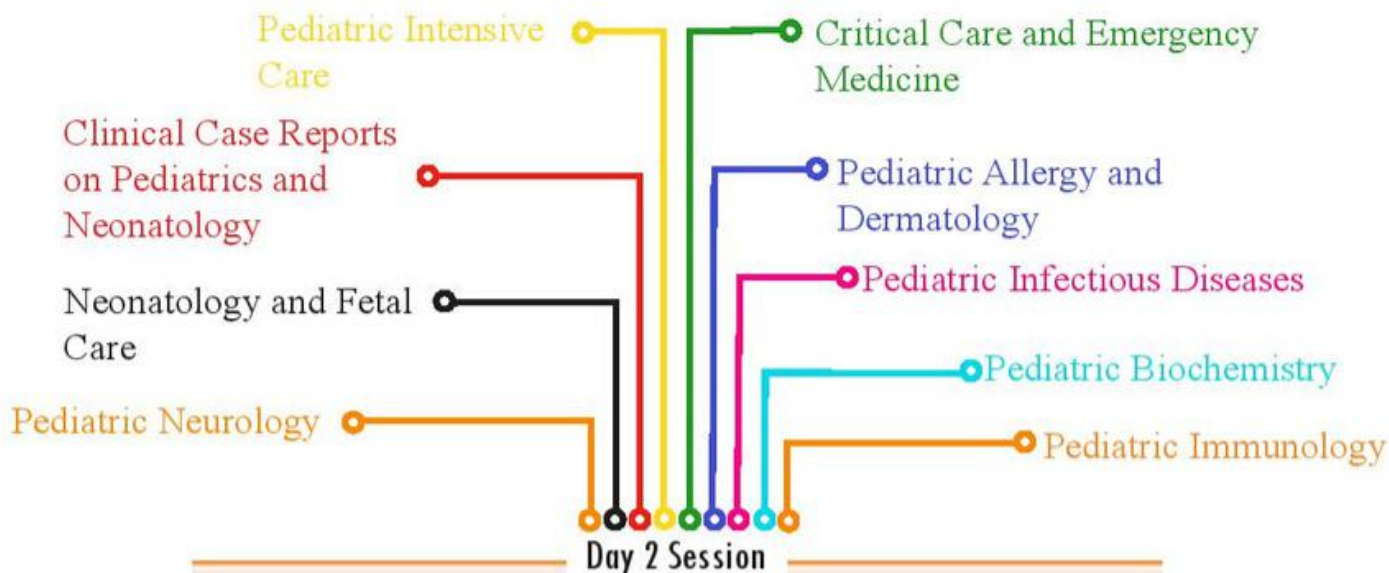 Pediatric Intensive
Care
Critical Care and Emergency
Medicine
Clinical Case Reports
on Pediatrics and
Neonatology
Pediatric Allergy and
Dermatology
Neonatology and Fetal
Care
Pediatric Infectious Diseases
Pediatric Biochemistry
Pediatric Neurology
Pediatric Immunology
Day 2 Session